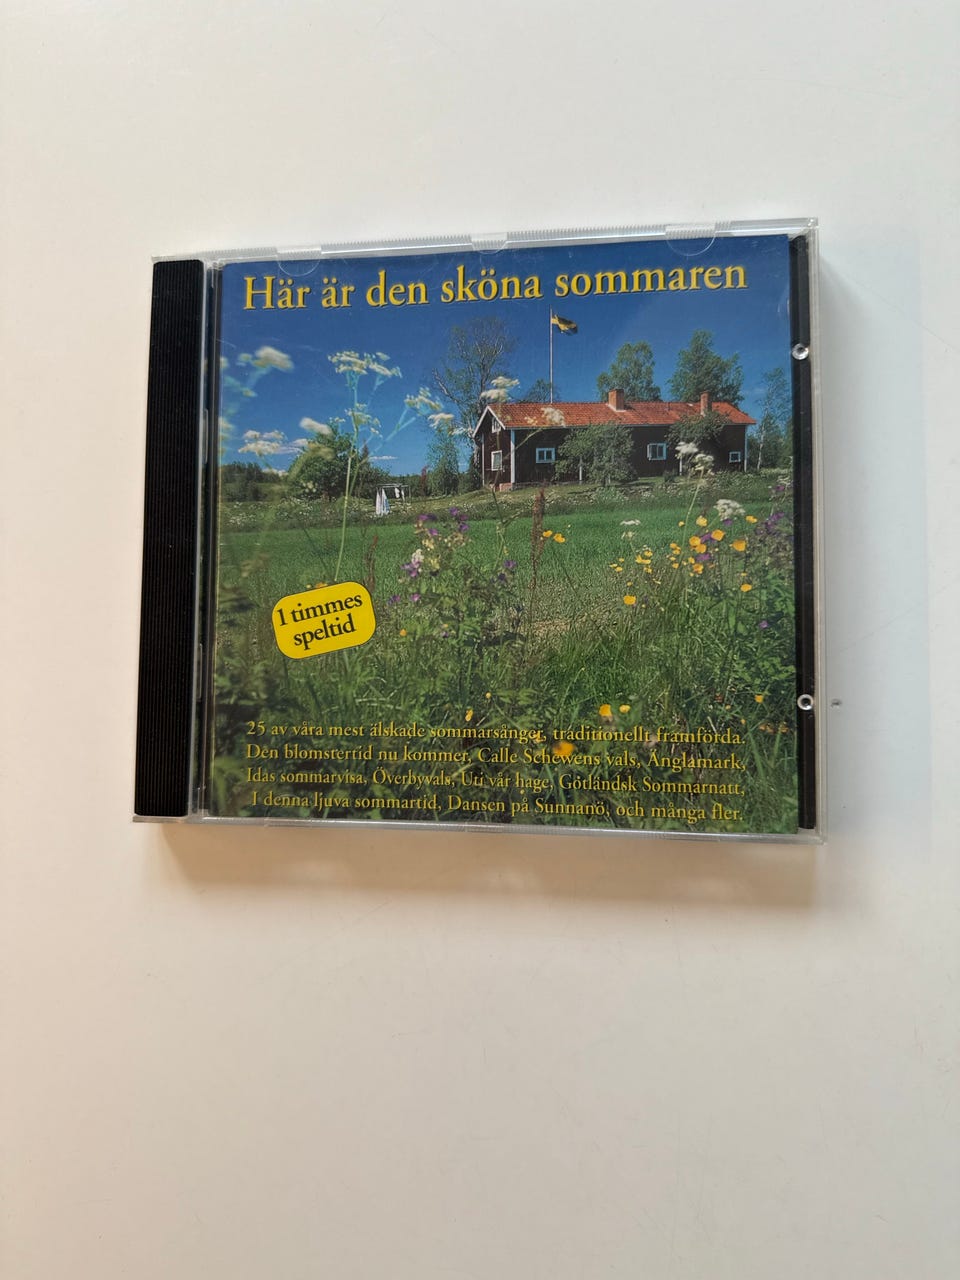 Här är den sköna sommaren
1 timmes
speltid
25 av våra mest älskade sommarsånger, traditionellt framförda.
Den blomstertid nu kommer, Calle Schewens vals, Änglamark,
Idas sommarvisa, Överbyvals, Uti vår hage, Gotländsk Sommarnatt,
I denna ljuva sommartid, Dansen på Sunnanö, och många fler.